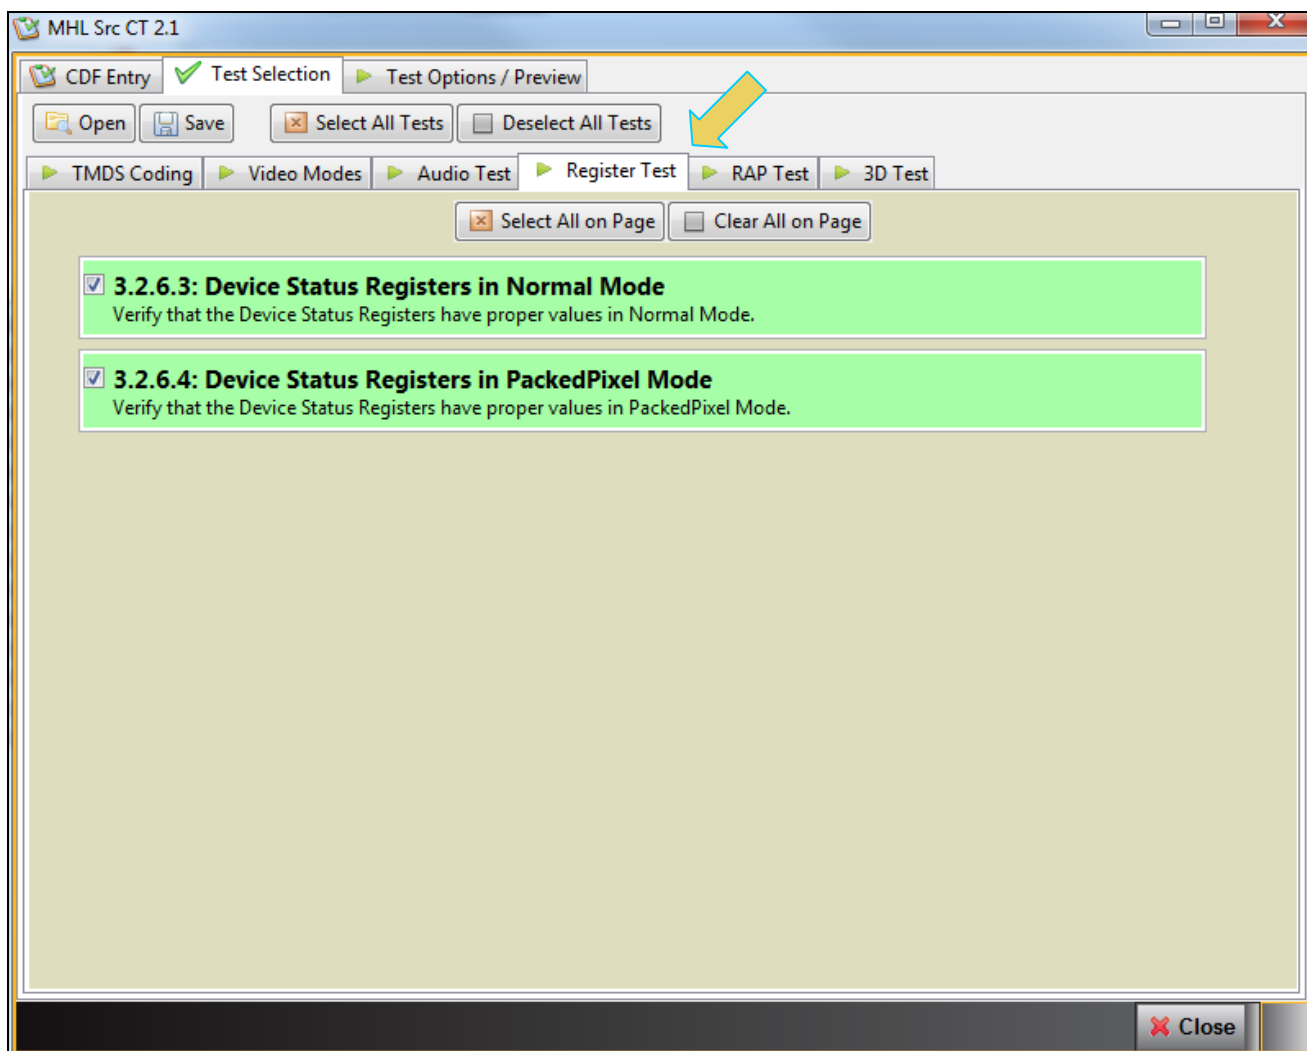 MHL Src CT 2.1
CDF Entry Test Selection Test Options / Preview
Open Save Select All Tests Deselect All Tests
TMDS Coding Video Modes Audio Test Register Test RAP Test 3D Test
Select All on Page Clear All on Page
3.2.6.3: Device Status Registers in Normal Mode
Verify that the Device Status Registers have proper values in Normal Mode.
3.2.6.4: Device Status Registers in PackedPixel Mode
Verify that the Device Status Registers have proper values in PackedPixel Mode.
Close